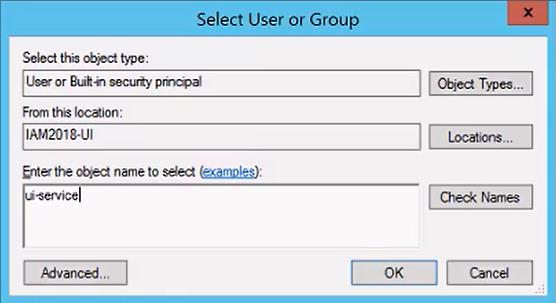 Select User or Group
x
Select this object type:
User or Built-in security principal
Object Types...
From this location:
IAM2018-UI
Locations...
Enter the object name to select (examples):
ui-service
Check Names
Advanced...
OK
Cancel